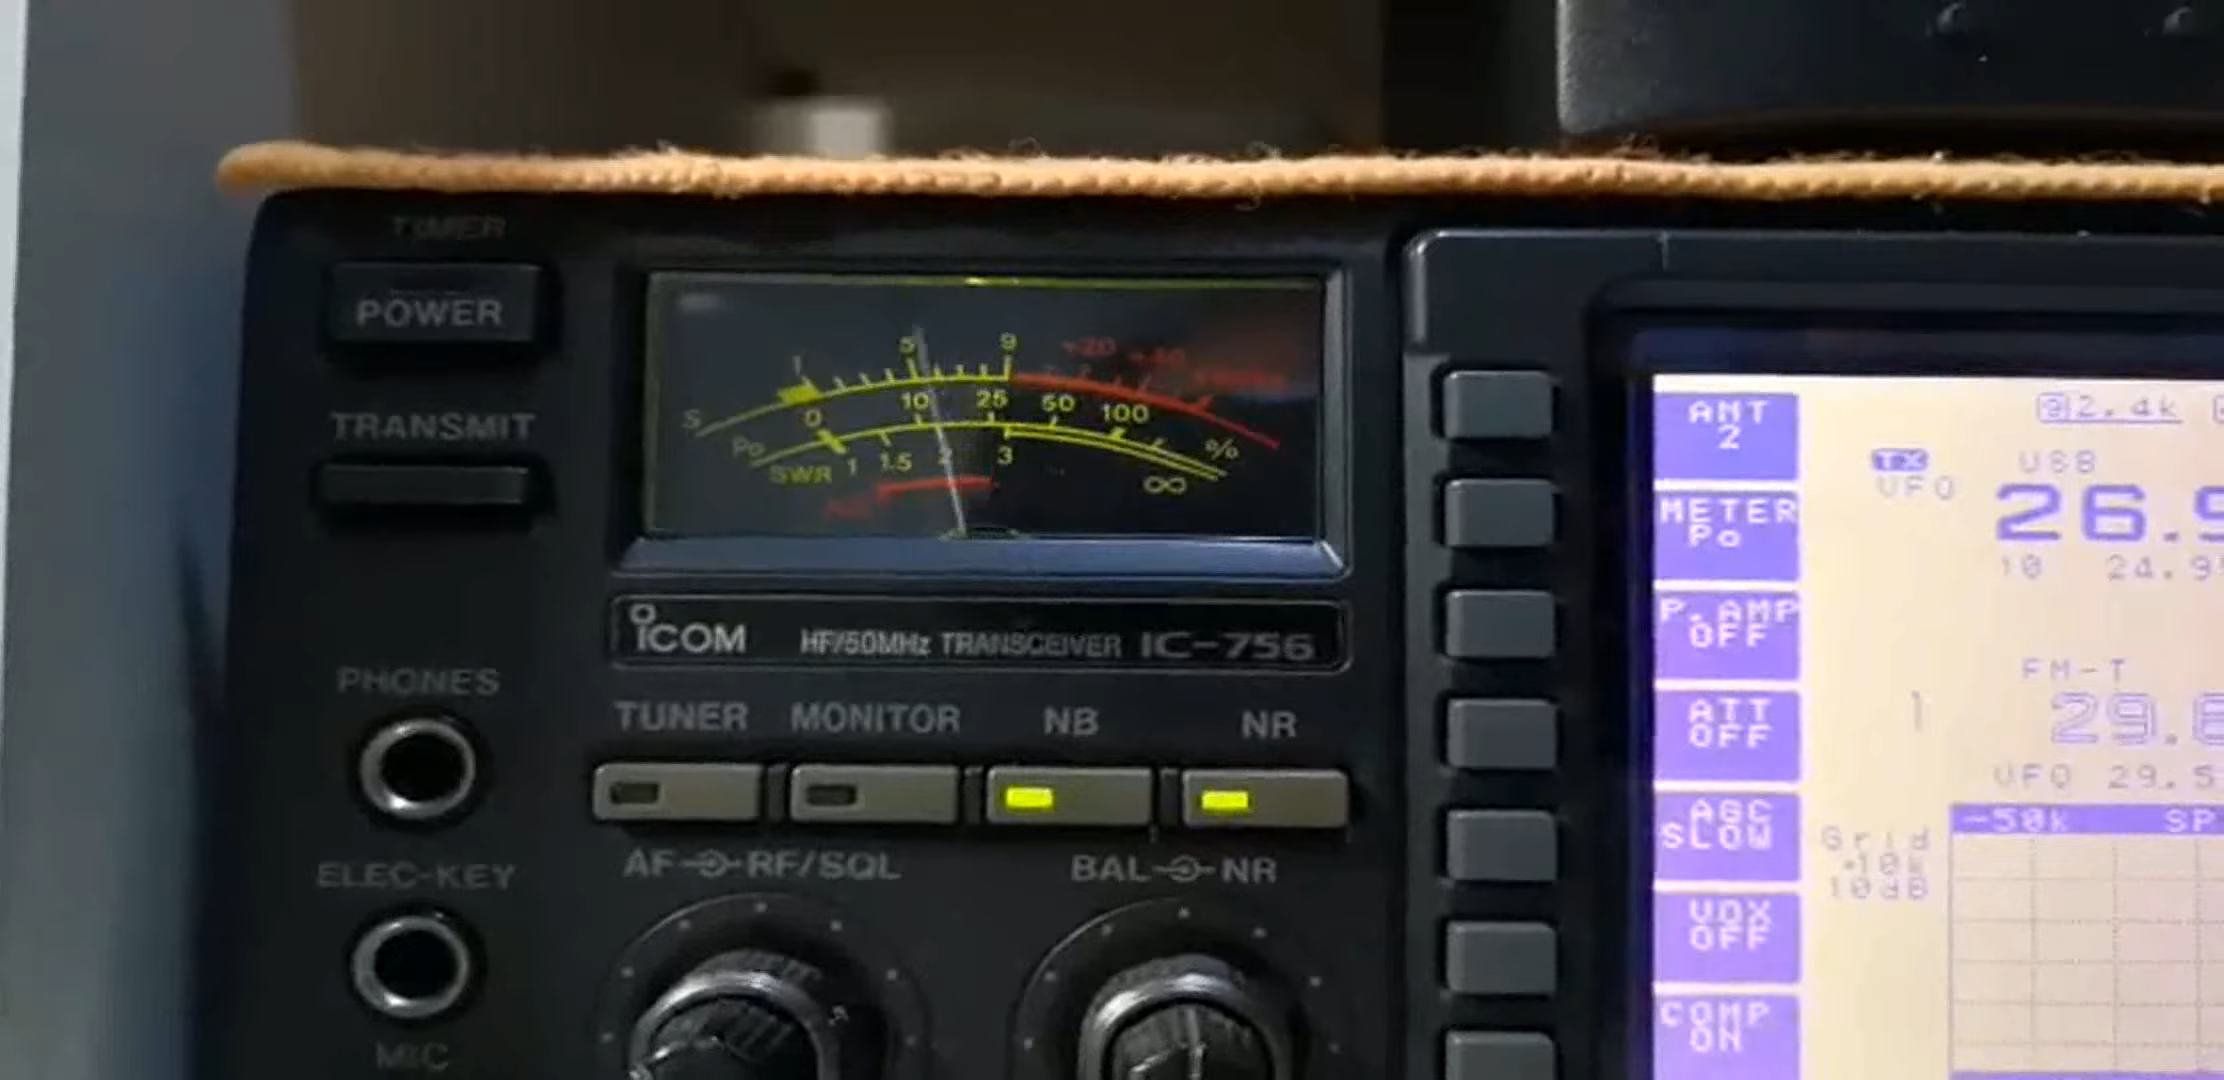 TIMER
POWER
TRANSMIT
PHONES
ELEC-KEY
MIC
1 5 9 +20
S
0 10 25 50 100
Po %
SWR 1 1.5 2 3 ∞
ICOM HF/50MHz TRANSCEIVER IC-756
TUNER MONITOR NB NR
AF RF/SQL BAL NR
ANT
2
METER
Po
P.AMP
OFF
ATT
OFF
AGC
SLOW
VOX
OFF
COMP
ON
2.4k
TX USB
VFO 26.9
10 24.9
FM-T
1 29.6
VFO 29.5
-50k SP
Grid
10dB